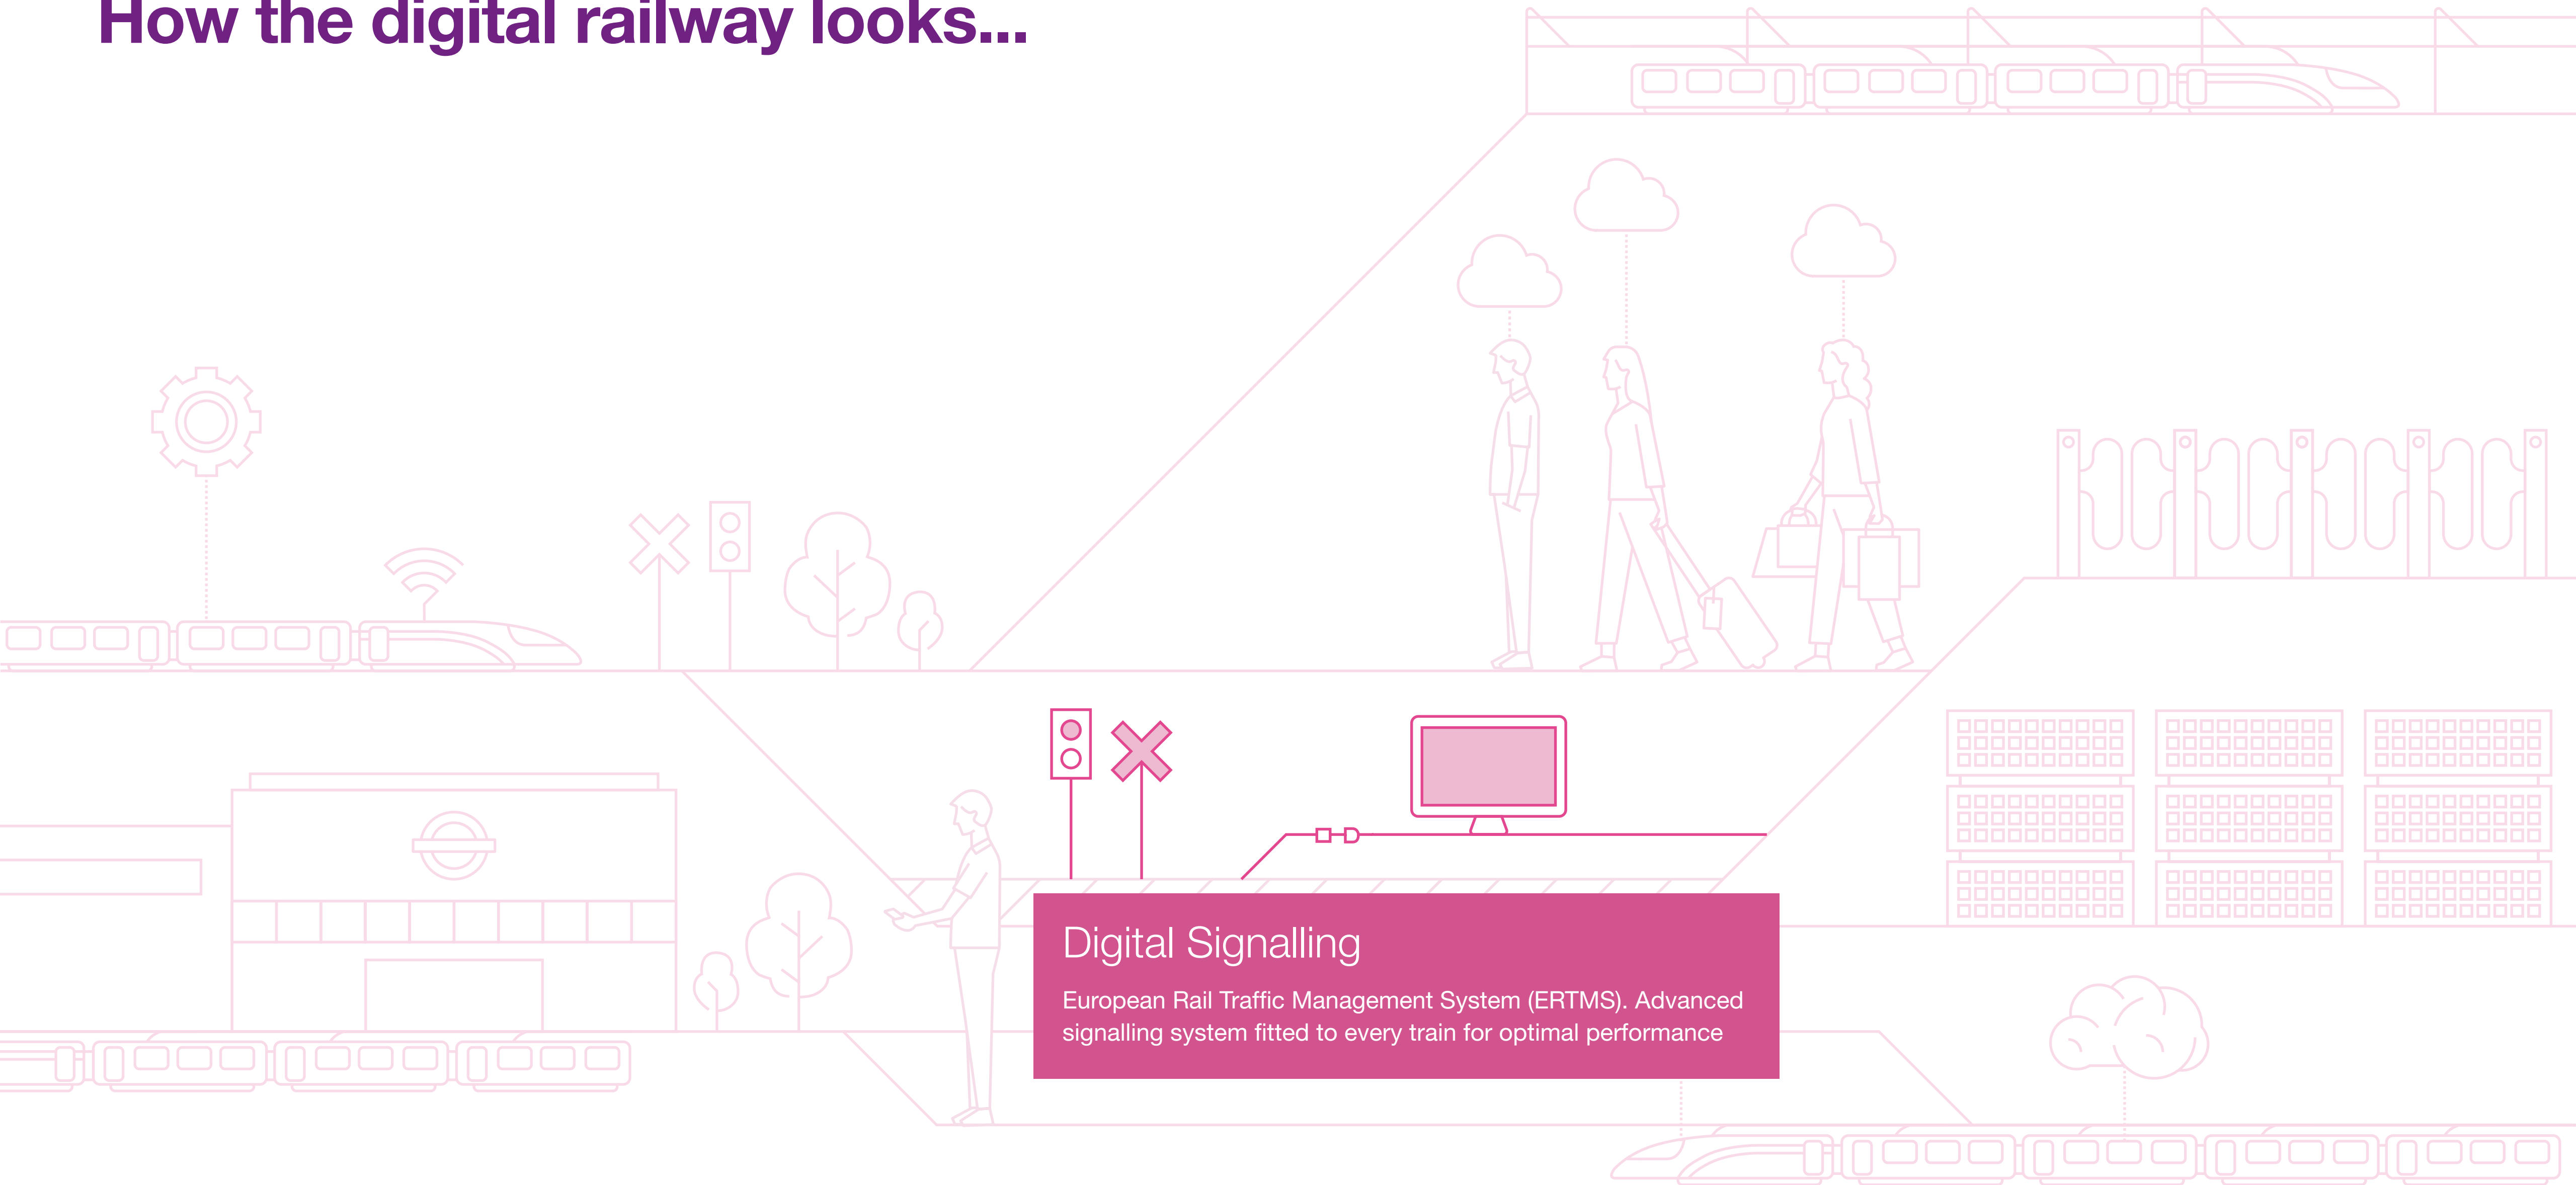 How the digital railway looks...
Digital Signalling
European Rail Traffic Management System (ERTMS). Advanced
signalling system fitted to every train for optimal performance